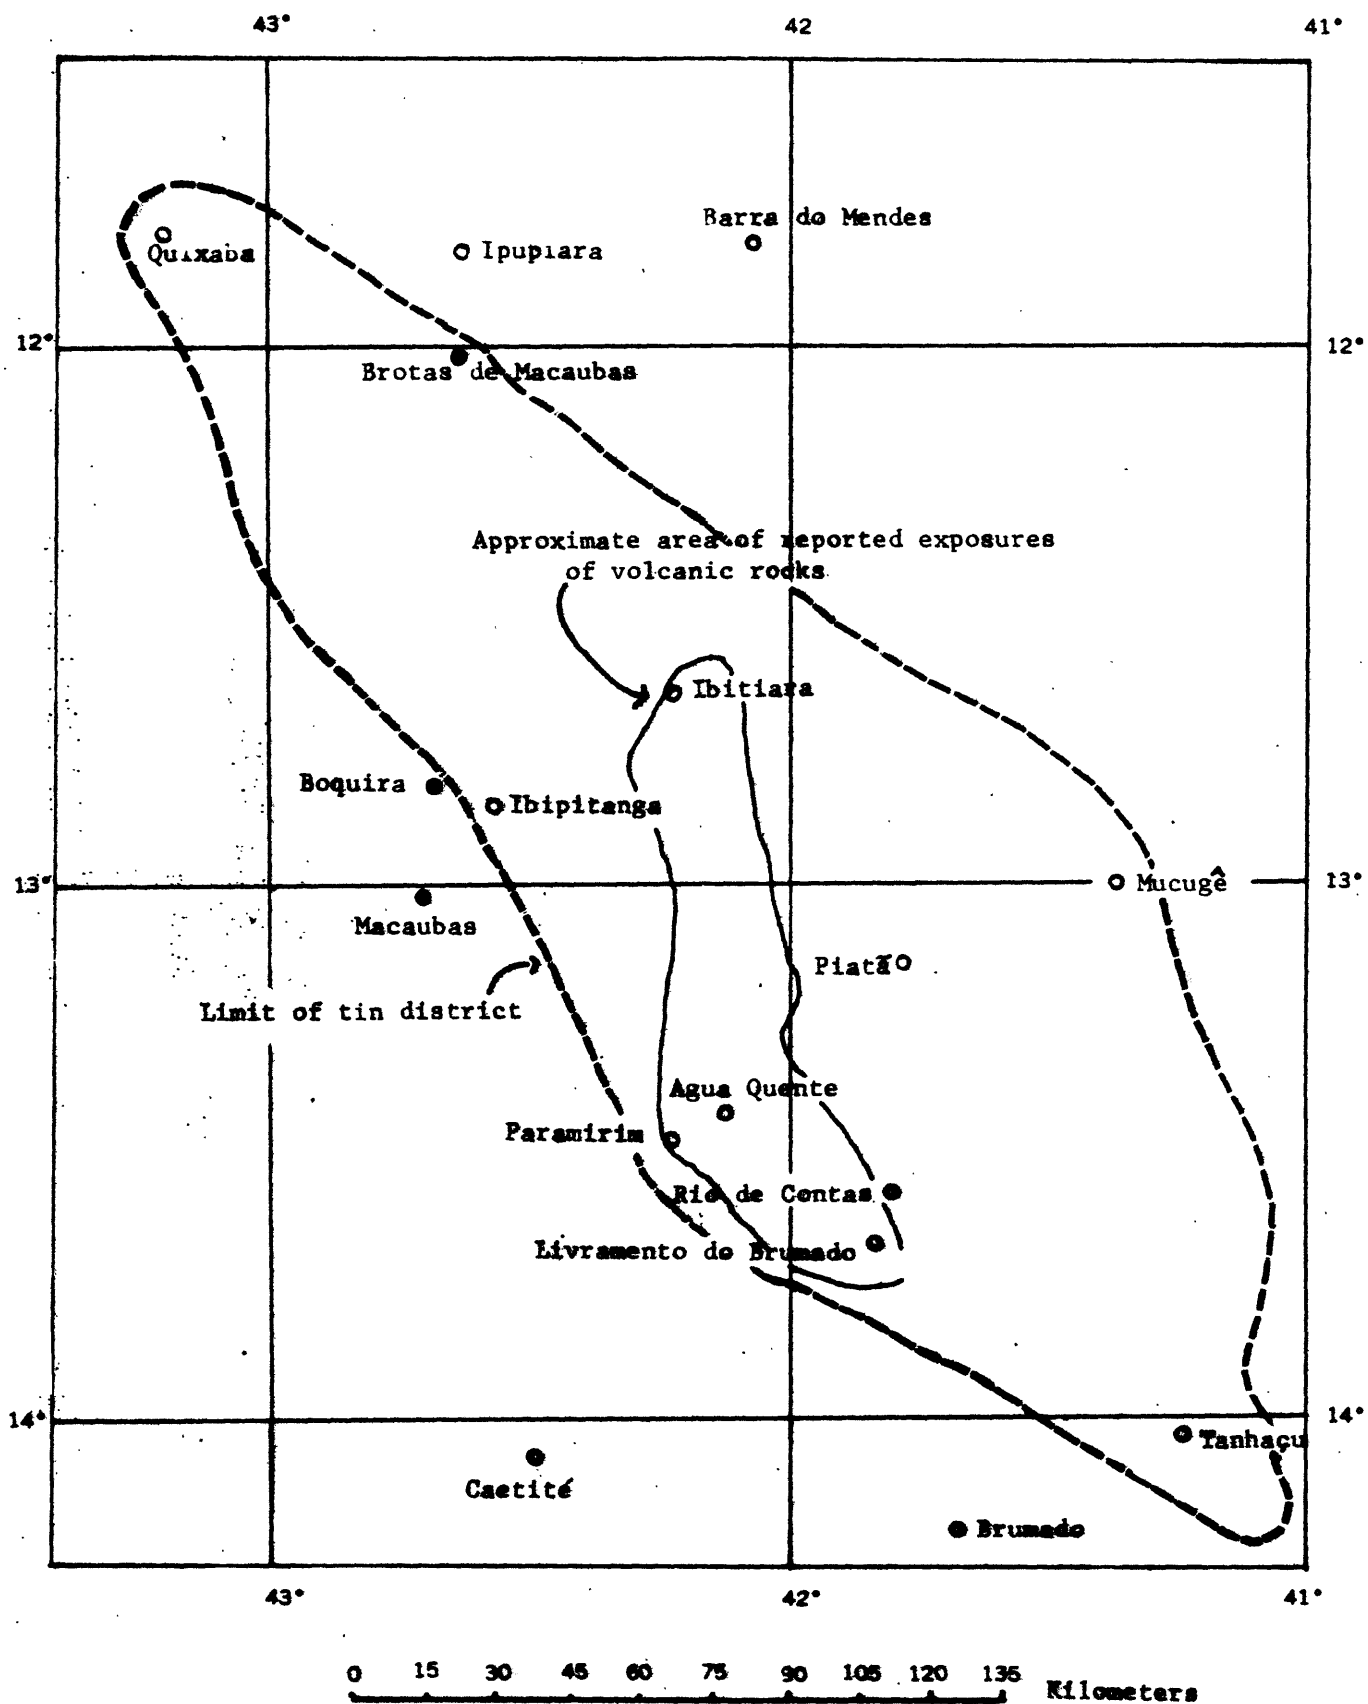 43° 42 41°
Barra do Mendes
Quixaba
Ipupiara
12° 12°
Brotas de Macaubas
Approximate area of reported exposures
of volcanic rocks
Ibitiara
Boquira
Ibipitanga
13° 13°
Mucugê
Macaubas
Piatã
Limit of tin district
Agua Quente
Paramirim
Rio de Contas
Livramento do Brumado
14° 14°
Tanhaçu
Caetité
Brumado
43° 42° 41°
0 15 30 45 60 75 90 105 120 135 Kilometers